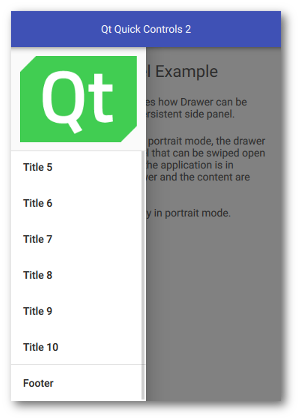 Qt Quick Controls 2
Qt
l Example
es how Drawer can be
ersistent side panel.
portrait mode, the drawer
l that can be swiped open
the application is in
wer and the content are
y in portrait mode.
Title 5
Title 6
Title 7
Title 8
Title 9
Title 10
Footer